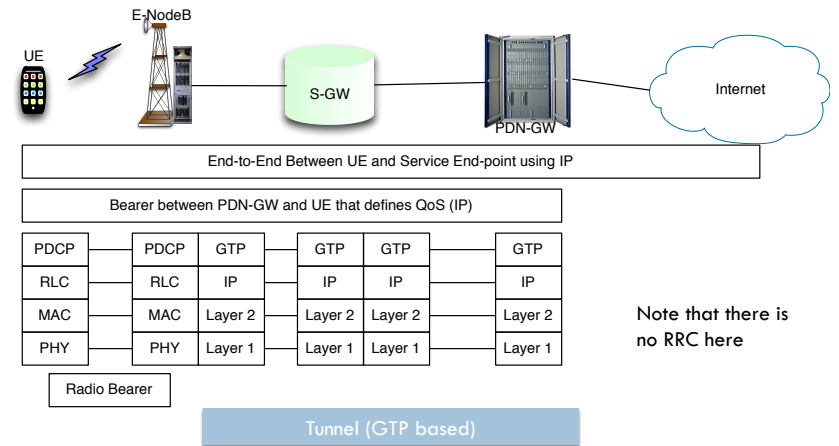 E-NodeB
UE
S-GW
PDN-GW
Internet
End-to-End Between UE and Service End-point using IP
Bearer between PDN-GW and UE that defines QoS (IP)
PDCP PDCP GTP GTP GTP GTP
RLC RLC IP IP IP IP
MAC MAC Layer 2 Layer 2 Layer 2 Layer 2
PHY PHY Layer 1 Layer 1 Layer 1 Layer 1
Note that there is
no RRC here
Radio Bearer
Tunnel (GTP based)